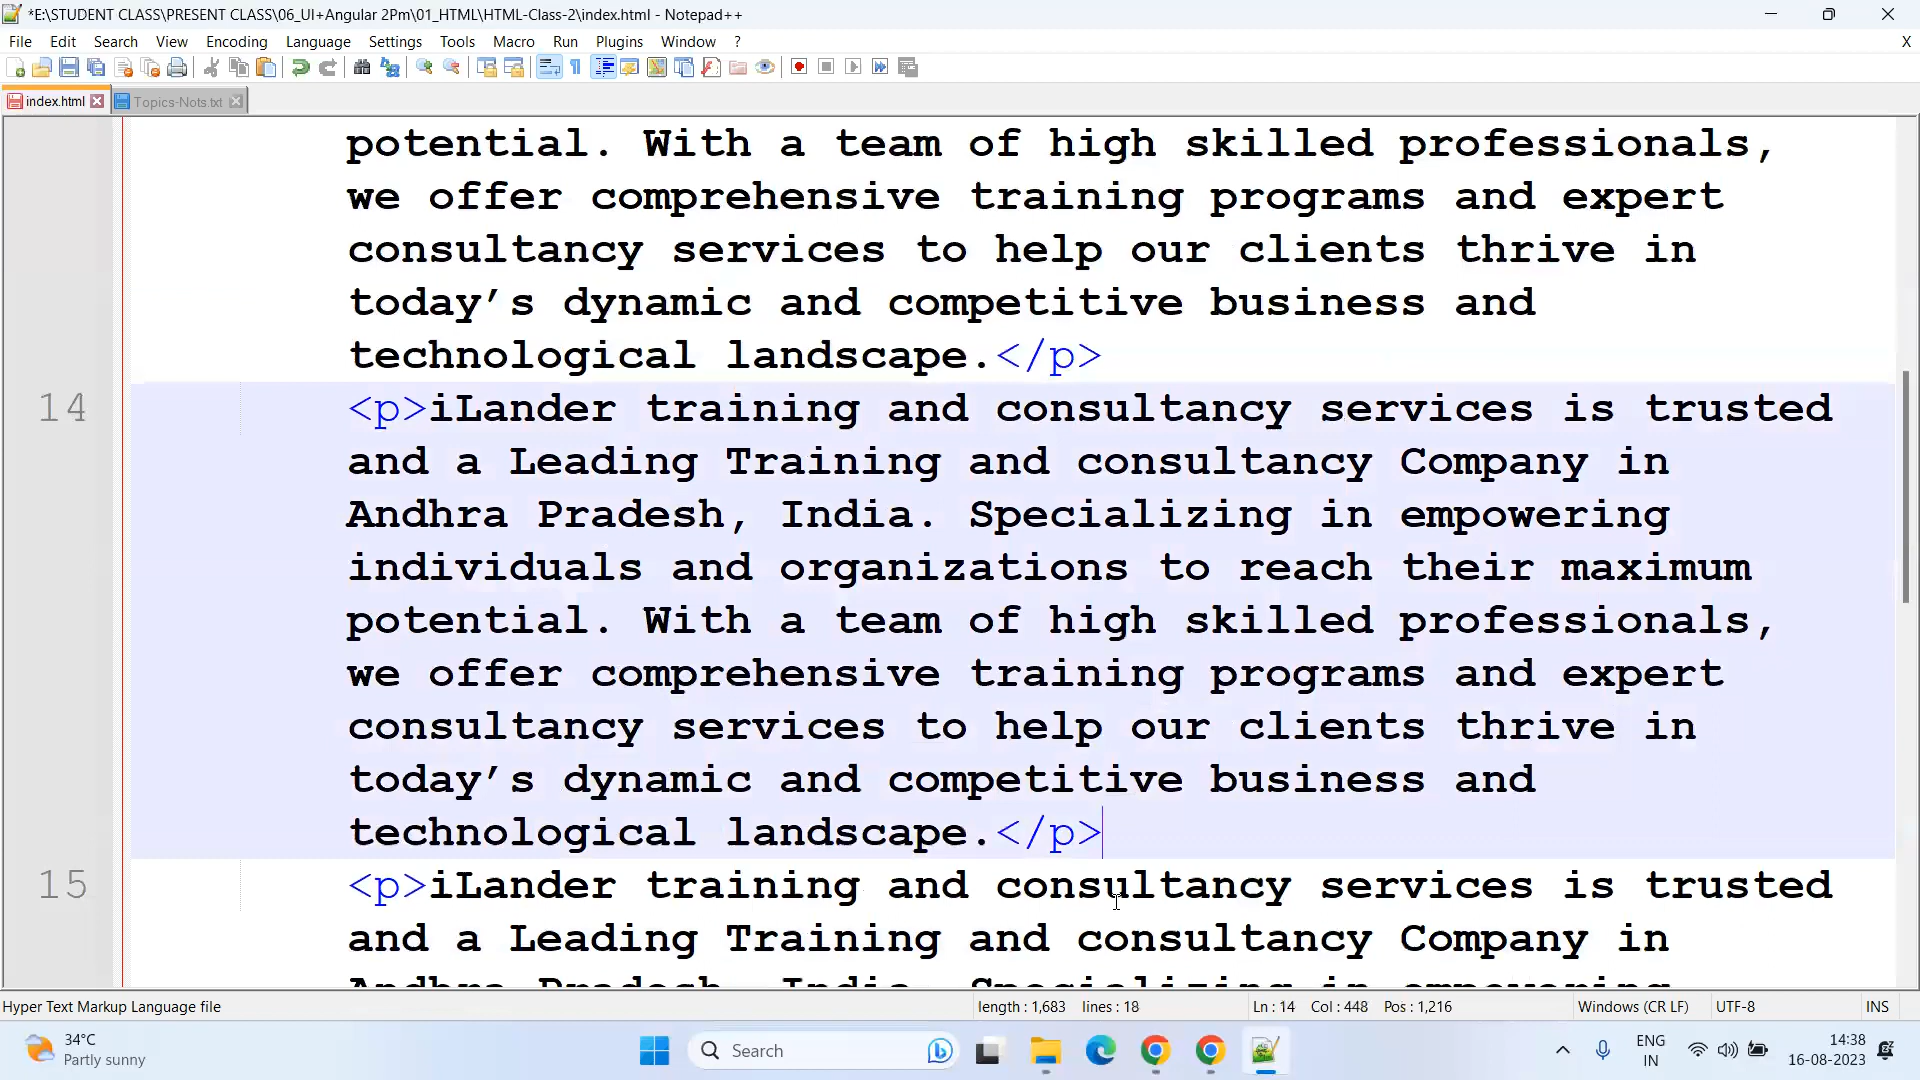 *E:\STUDENT CLASS\PRESENT CLASS\06_UI+Angular 2Pm\01_HTML\HTML-Class-2\index.html - Notepad++
File Edit Search View Encoding Language Settings Tools Macro Run Plugins Window ? X
index.html Topics-Nots.txt
potential. With a team of high skilled professionals,
we offer comprehensive training programs and expert
consultancy services to help our clients thrive in
today’s dynamic and competitive business and
technological landscape.</p>
14 <p>iLander training and consultancy services is trusted
and a Leading Training and consultancy Company in
Andhra Pradesh, India. Specializing in empowering
individuals and organizations to reach their maximum
potential. With a team of high skilled professionals,
we offer comprehensive training programs and expert
consultancy services to help our clients thrive in
today’s dynamic and competitive business and
technological landscape.</p>
15 <p>iLander training and consultancy services is trusted
and a Leading Training and consultancy Company in
Andhra Pradesh, India. Specializing in empowering
Hyper Text Markup Language file length : 1,683 lines : 18 Ln : 14 Col : 448 Pos : 1,216 Windows (CR LF) UTF-8 INS
34°C
Partly sunny
Search
ENG
IN
14:38
16-08-2023